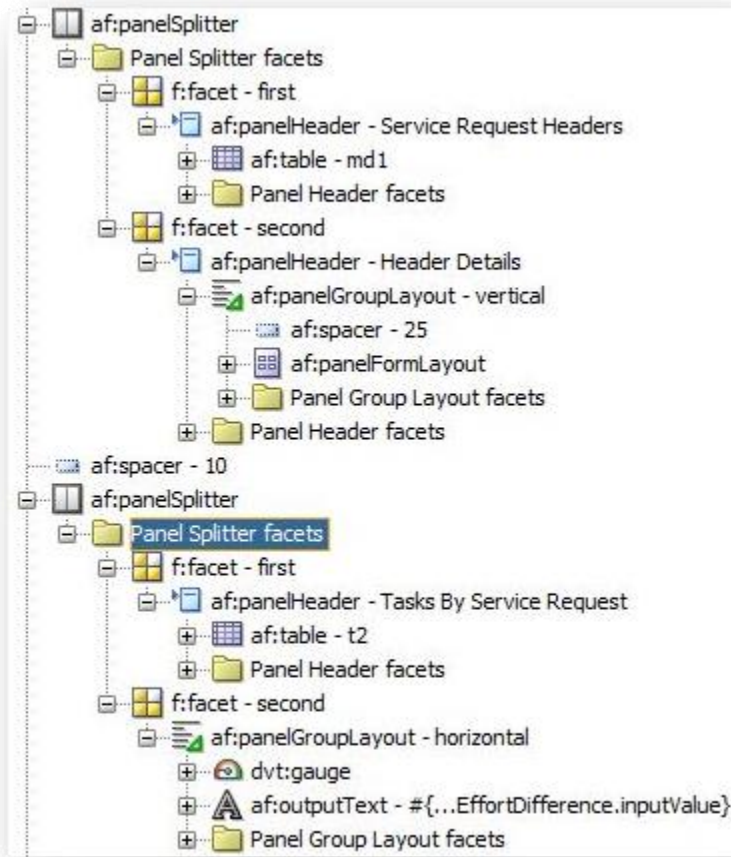 af:panelSplitter
Panel Splitter facets
f:facet - first
af:panelHeader - Service Request Headers
af:table - md1
Panel Header facets
f:facet - second
af:panelHeader - Header Details
af:panelGroupLayout - vertical
af:spacer - 25
af:panelFormLayout
Panel Group Layout facets
Panel Header facets
af:spacer - 10
af:panelSplitter
Panel Splitter facets
f:facet - first
af:panelHeader - Tasks By Service Request
af:table - t2
Panel Header facets
f:facet - second
af:panelGroupLayout - horizontal
dvt:gauge
af:outputText - #{...EffortDifference.inputValue}
Panel Group Layout facets